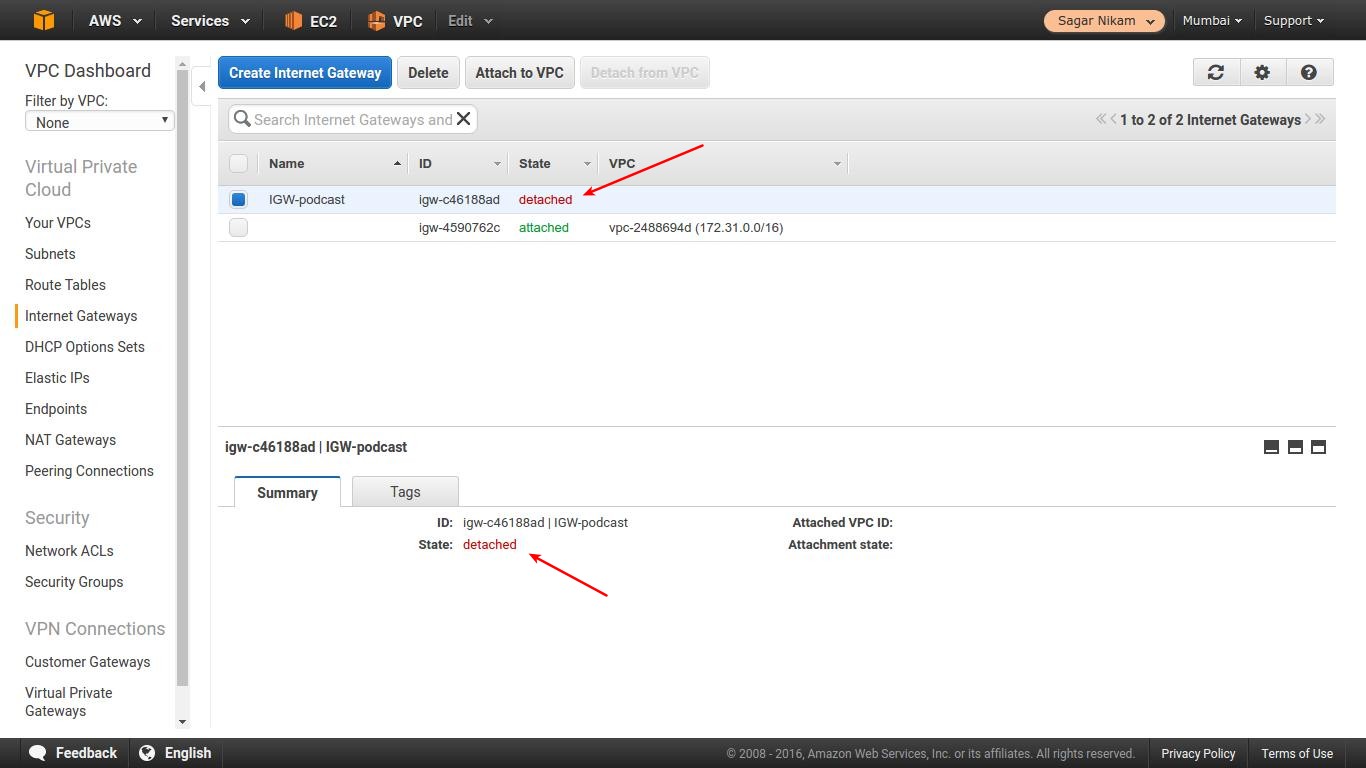 AWS Services EC2 VPC Edit Sagar Nikam Mumbai Support
VPC Dashboard
Filter by VPC:
None
Virtual Private
Cloud
Your VPCs
Subnets
Route Tables
Internet Gateways
DHCP Options Sets
Elastic IPs
Endpoints
NAT Gateways
Peering Connections
Security
Network ACLs
Security Groups
VPN Connections
Customer Gateways
Virtual Private
Gateways
Create Internet Gateway Delete Attach to VPC Detach from VPC
Search Internet Gateways and
1 to 2 of 2 Internet Gateways
Name ID State VPC
IGW-podcast igw-c46188ad detached
igw-4590762c attached vpc-2488694d (172.31.0.0/16)
igw-c46188ad | IGW-podcast
Summary Tags
ID: igw-c46188ad | IGW-podcast Attached VPC ID:
State: detached Attachment state:
Feedback English © 2008 - 2016, Amazon Web Services, Inc. or its affiliates. All rights reserved. Privacy Policy Terms of Use